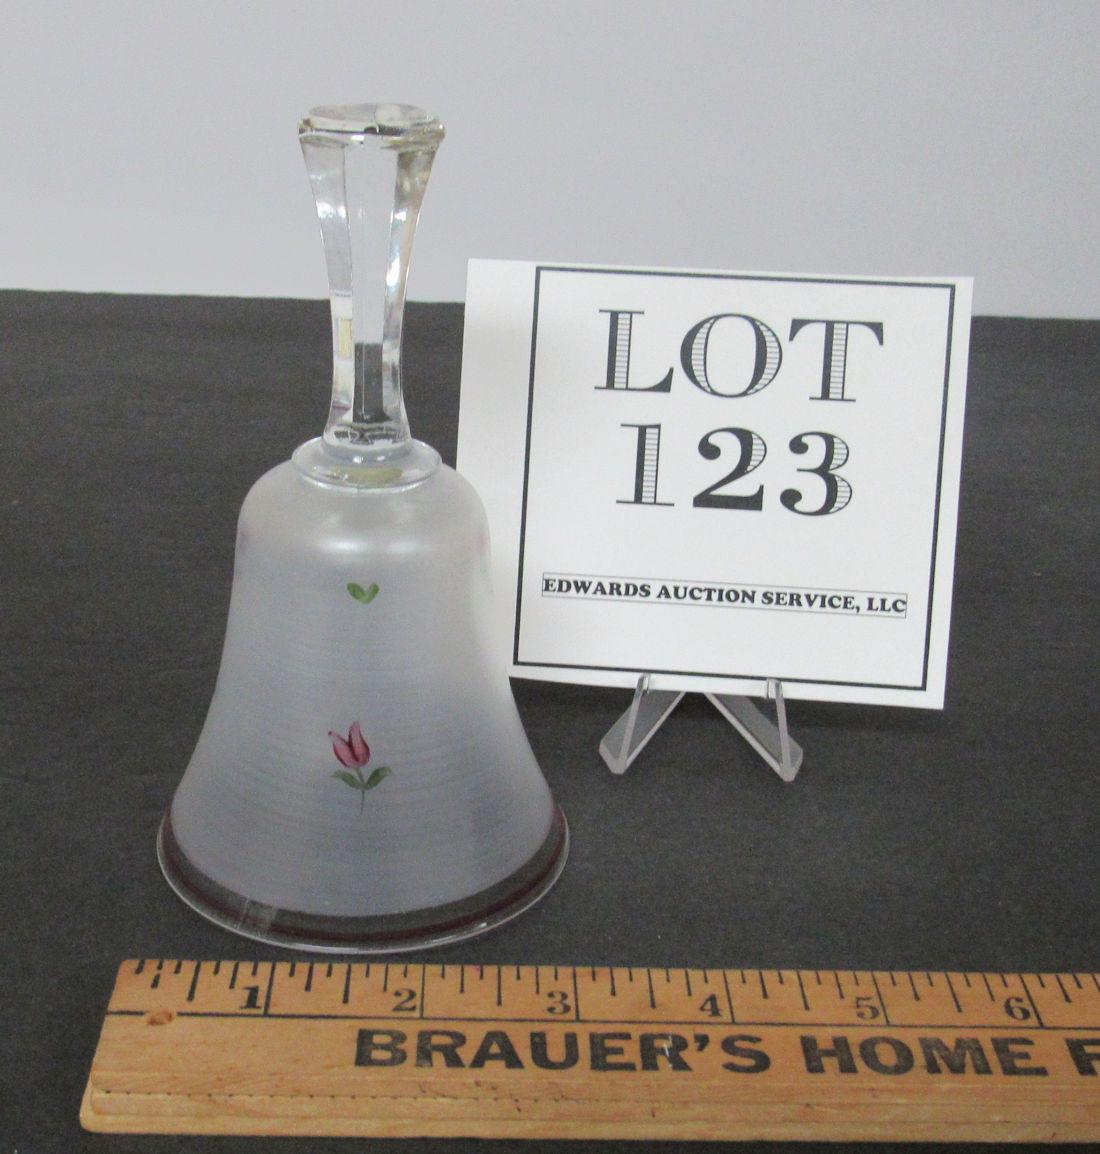 LOT
123
EDWARDS AUCTION SERVICE, LLC
1 2 3 4 5 6
BRAUER'S HOME F